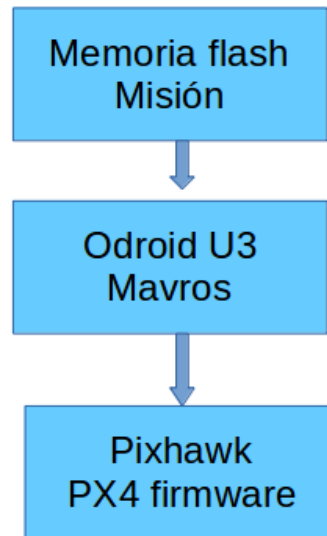 Memoria flash
Misión
Odroid U3
Mavros
Pixhawk
PX4 firmware